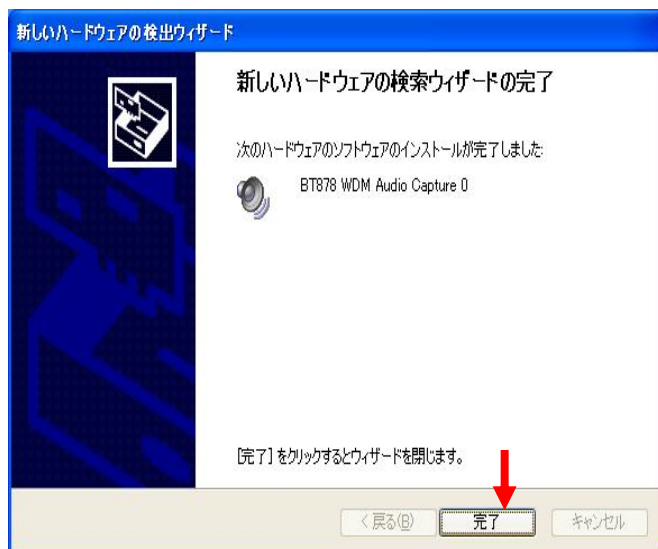 新しいハードウェアの検出ウィザード
新しいハードウェアの検索ウィザードの完了
次のハードウェアのソフトウェアのインストールが完了しました:
BT878 WDM Audio Capture 0
[完了] をクリックするとウィザードを閉じます。
< 戻る(B)
完了
キャンセル